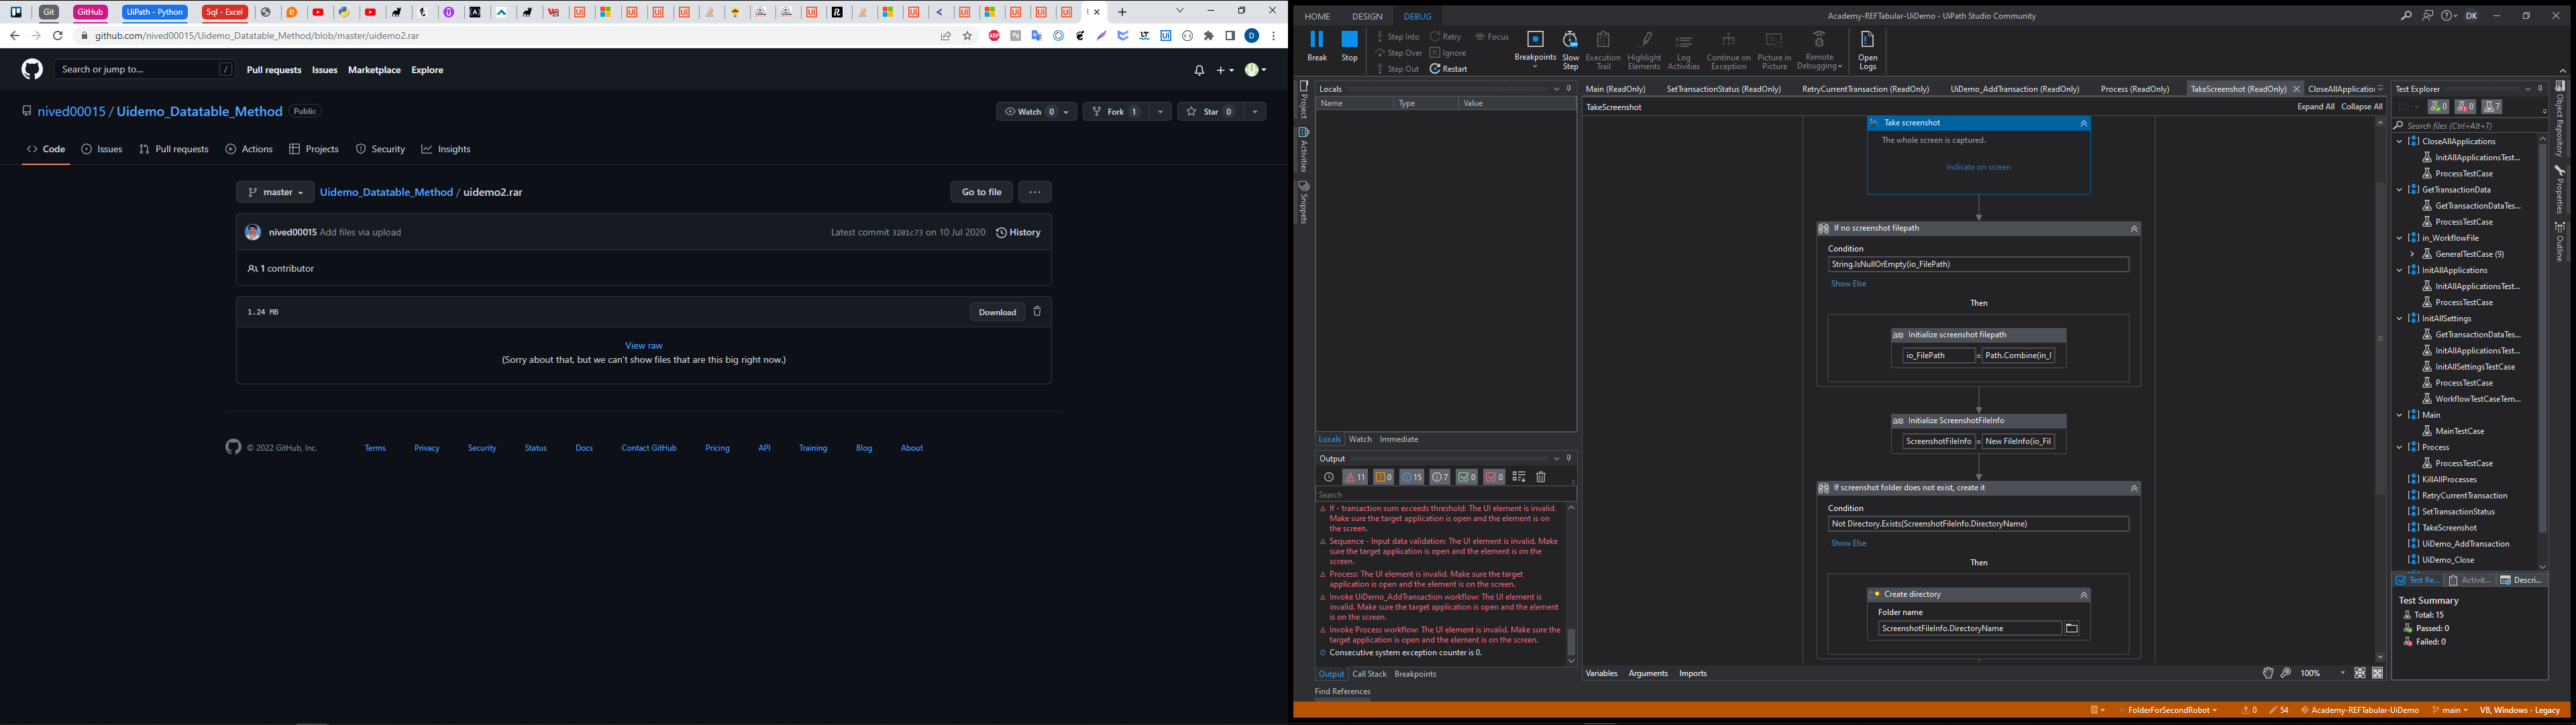 Git
GitHub
UiPath - Python
Sql - Excel
github.com/nived00015/Uidemo_Datatable_Method/blob/master/uidemo2.rar
Search or jump to...
/
Pull requests
Issues
Marketplace
Explore
nived00015 / Uidemo_Datatable_Method
Public
Watch 0
Fork 1
Star 0
Code
Issues
Pull requests
Actions
Projects
Security
Insights
master
Uidemo_Datatable_Method / uidemo2.rar
Go to file
nived00015 Add files via upload
Latest commit 3201c73 on 10 Jul 2020
History
1 contributor
1.24 MB
Download
View raw
(Sorry about that, but we can't show files that are this big right now.)
© 2022 GitHub, Inc.
Terms
Privacy
Security
Status
Docs
Contact GitHub
Pricing
API
Training
Blog
About
HOME
DESIGN
DEBUG
Academy-REFTabular-UiDemo - UiPath Studio Community
DK
Break
Stop
Step Into
Step Over
Step Out
Retry
Ignore
Restart
Focus
Breakpoints
Slow Step
Execution Trail
Highlight Elements
Log Activities
Continue on Exception
Picture in Picture
Remote Debugging
Open Logs
Project
Activities
Snippets
Locals
Name
Type
Value
Locals
Watch
Immediate
Output
11
0
15
7
0
0
Search
If - transaction sum exceeds threshold: The UI element is invalid.
Make sure the target application is open and the element is on
the screen.
Sequence - Input data validation: The UI element is invalid. Make
sure the target application is open and the element is on the
screen.
Process: The UI element is invalid. Make sure the target
application is open and the element is on the screen.
Invoke UiDemo_AddTransaction workflow: The UI element is
invalid. Make sure the target application is open and the element
is on the screen.
Invoke Process workflow: The UI element is invalid. Make sure the
target application is open and the element is on the screen.
Consecutive system exception counter is 0.
Output
Call Stack
Breakpoints
Find References
Main (ReadOnly)
SetTransactionStatus (ReadOnly)
RetryCurrentTransaction (ReadOnly)
UiDemo_AddTransaction (ReadOnly)
Process (ReadOnly)
TakeScreenshot (ReadOnly)
CloseAllApplication
TakeScreenshot
Expand All
Collapse All
Take screenshot
The whole screen is captured.
Indicate on screen
If no screenshot filepath
Condition
String.IsNullOrEmpty(io_FilePath)
Show Else
Then
Initialize screenshot filepath
io_FilePath = Path.Combine(in_I
Initialize ScreenshotFileInfo
ScreenshotFileInfo = New FileInfo(io_Fil
If screenshot folder does not exist, create it
Condition
Not Directory.Exists(ScreenshotFileInfo.DirectoryName)
Show Else
Then
Create directory
Folder name
ScreenshotFileInfo.DirectoryName
Variables
Arguments
Imports
100%
Test Explorer
0
0
7
Search files (Ctrl+Alt+T)
CloseAllApplications
InitAllApplicationsTest...
ProcessTestCase
GetTransactionData
GetTransactionDataTes...
ProcessTestCase
in_WorkflowFile
GeneralTestCase (9)
InitAllApplications
InitAllApplicationsTest...
ProcessTestCase
InitAllSettings
GetTransactionDataTes...
InitAllApplicationsTest...
InitAllSettingsTestCase
ProcessTestCase
WorkflowTestCaseTem...
Main
MainTestCase
Process
ProcessTestCase
KillAllProcesses
RetryCurrentTransaction
SetTransactionStatus
TakeScreenshot
UiDemo_AddTransaction
UiDemo_Close
Test Re...
Activit...
Descri...
Test Summary
Total: 15
Passed: 0
Failed: 0
Object Repository
Properties
Outline
FolderForSecondRobot
0
54
Academy-REFTabular-UiDemo
main
VB, Windows - Legacy